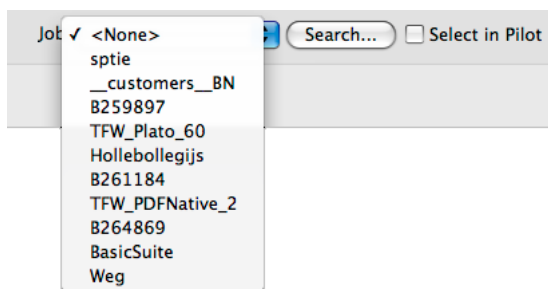 Job ✓ <None> Search... Select in Pilot
sptie
__customers__BN
B259897
TFW_Plato_60
Hollebollegijs
B261184
TFW_PDFNative_2
B264869
BasicSuite
Weg